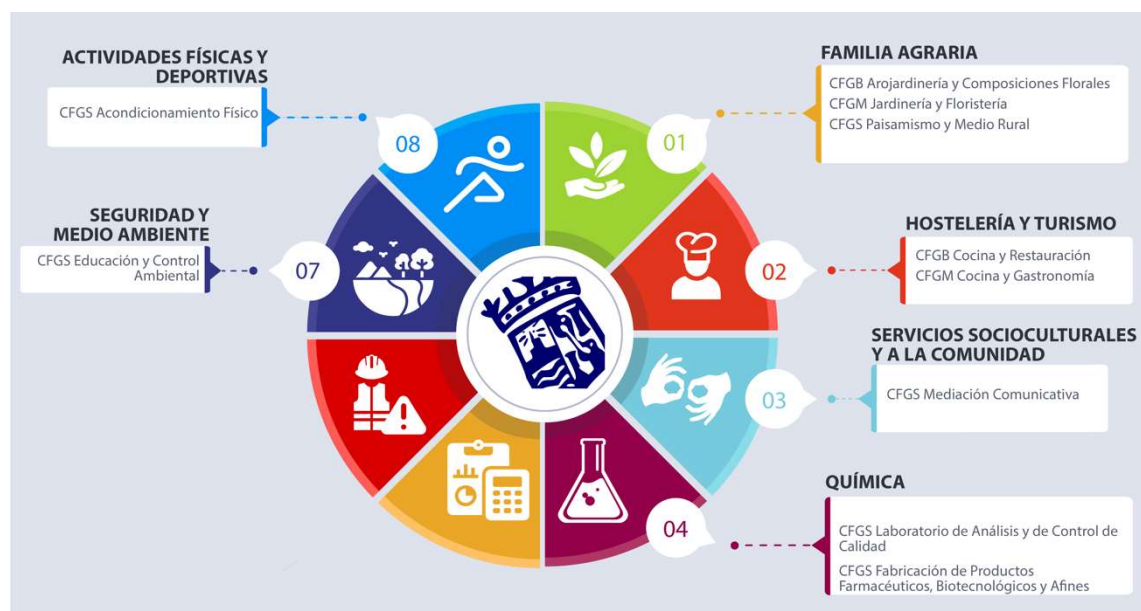 ACTIVIDADES FÍSICAS Y
DEPORTIVAS
CFGS Acondicionamiento Físico
08
SEGURIDAD Y
MEDIO AMBIENTE
CFGS Educación y Control
Ambiental
07
FAMILIA AGRARIA
CFGB Arojardinería y Composiciones Florales
CFGM Jardinería y Floristería
CFGS Paisamismo y Medio Rural
01
HOSTELERÍA Y TURISMO
CFGB Cocina y Restauración
CFGM Cocina y Gastronomía
02
SERVICIOS SOCIOCULTURALES
Y A LA COMUNIDAD
CFGS Mediación Comunicativa
03
QUÍMICA
CFGS Laboratorio de Análisis y de Control de
Calidad
CFGS Fabricación de Productos
Farmacéuticos, Biotecnológicos y Afines
04